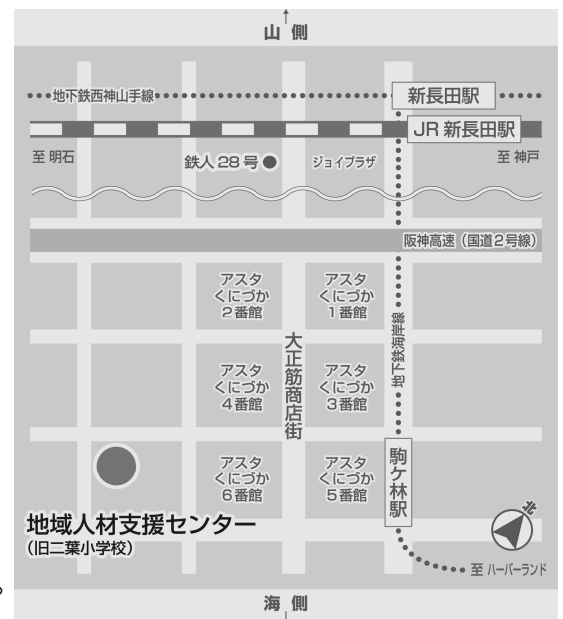 山 側
地下鉄西神山手線
新長田駅
JR 新長田駅
至 明石
鉄人28号
ジョイプラザ
至 神戸
阪神高速（国道2号線）
アスタ
くにづか
2番館
アスタ
くにづか
1番館
大正筋商店街
地下鉄海岸線
アスタ
くにづか
4番館
アスタ
くにづか
3番館
アスタ
くにづか
6番館
アスタ
くにづか
5番館
駒ケ林駅
地域人材支援センター
（旧二葉小学校）
北
至 ハーバーランド
。
海 側